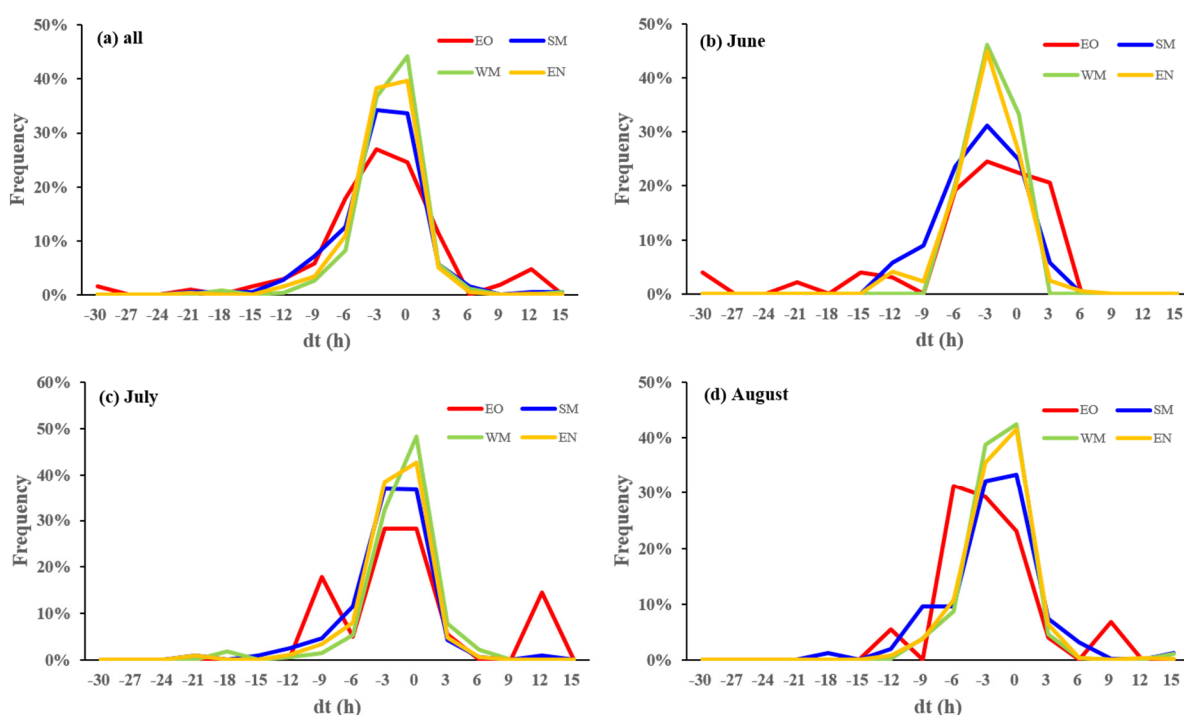 (a) all
EO SM
WM EN
Frequency
50%
40%
30%
20%
10%
0%
-30 -27 -24 -21 -18 -15 -12 -9 -6 -3 0 3 6 9 12 15
dt (h)
(b) June
EO SM
WM EN
Frequency
50%
40%
30%
20%
10%
0%
-30 -27 -24 -21 -18 -15 -12 -9 -6 -3 0 3 6 9 12 15
dt (h)
(c) July
EO SM
WM EN
Frequency
60%
50%
40%
30%
20%
10%
0%
-30 -27 -24 -21 -18 -15 -12 -9 -6 -3 0 3 6 9 12 15
dt (h)
(d) August
EO SM
WM EN
Frequency
50%
40%
30%
20%
10%
0%
-30 -27 -24 -21 -18 -15 -12 -9 -6 -3 0 3 6 9 12 15
dt (h)